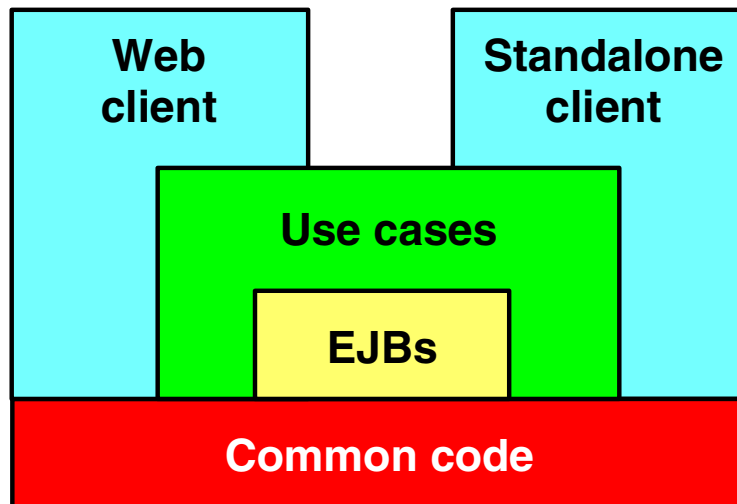 Web
client
Standalone
client
Use cases
EJBs
Common code